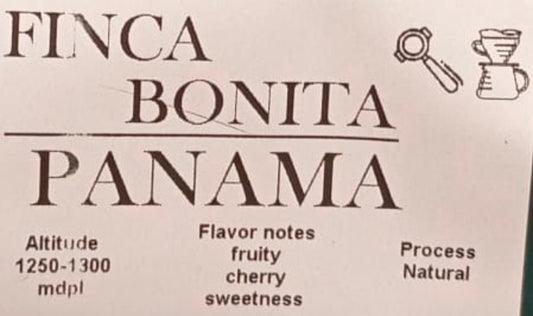 FINCA
BONITA
PANAMA
Altitude
1250-1300
mdpl
Flavor notes
fruity
cherry
sweetness
Process
Natural